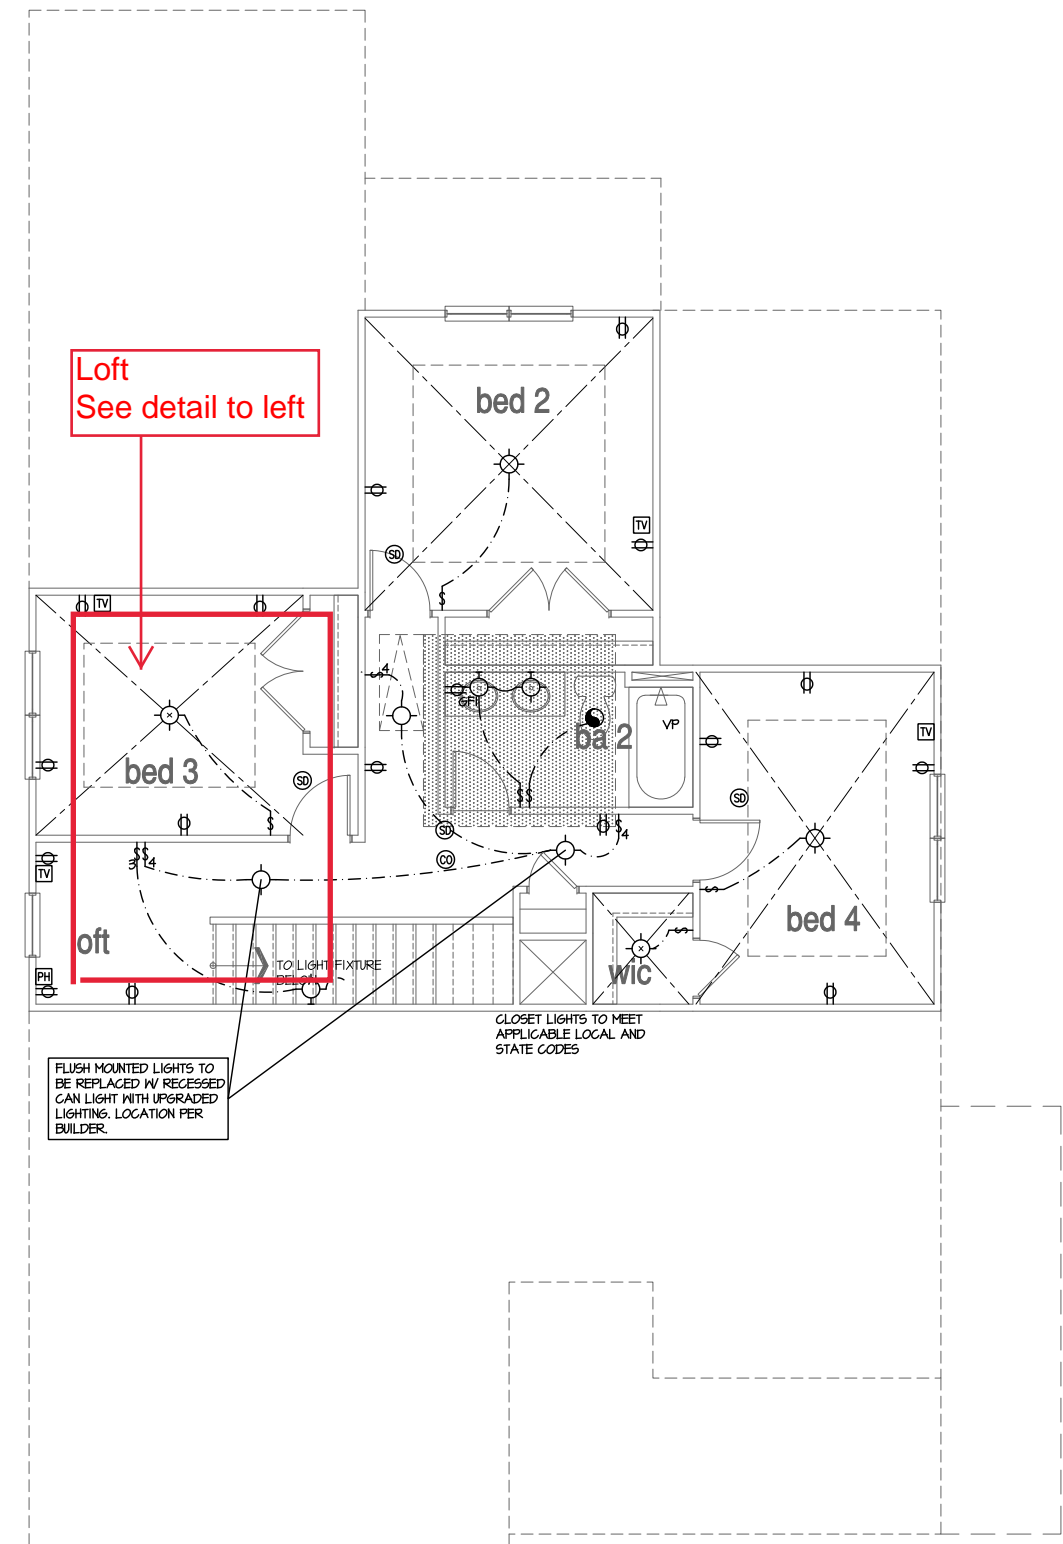 Loft
See detail to left
bed 2
TV
SD
$
TV
$4
GFI
ba 2
VP
TV
bed 3
SD
SD
$
$$
SD
$4
CO
3$$4
TV
$
oft
bed 4
$
PH
TO LIGHT FIXTURE
BELOW
wic
CLOSET LIGHTS TO MEET
APPLICABLE LOCAL AND
STATE CODES
FLUSH MOUNTED LIGHTS TO
BE REPLACED W/ RECESSED
CAN LIGHT WITH UPGRADED
LIGHTING. LOCATION PER
BUILDER.